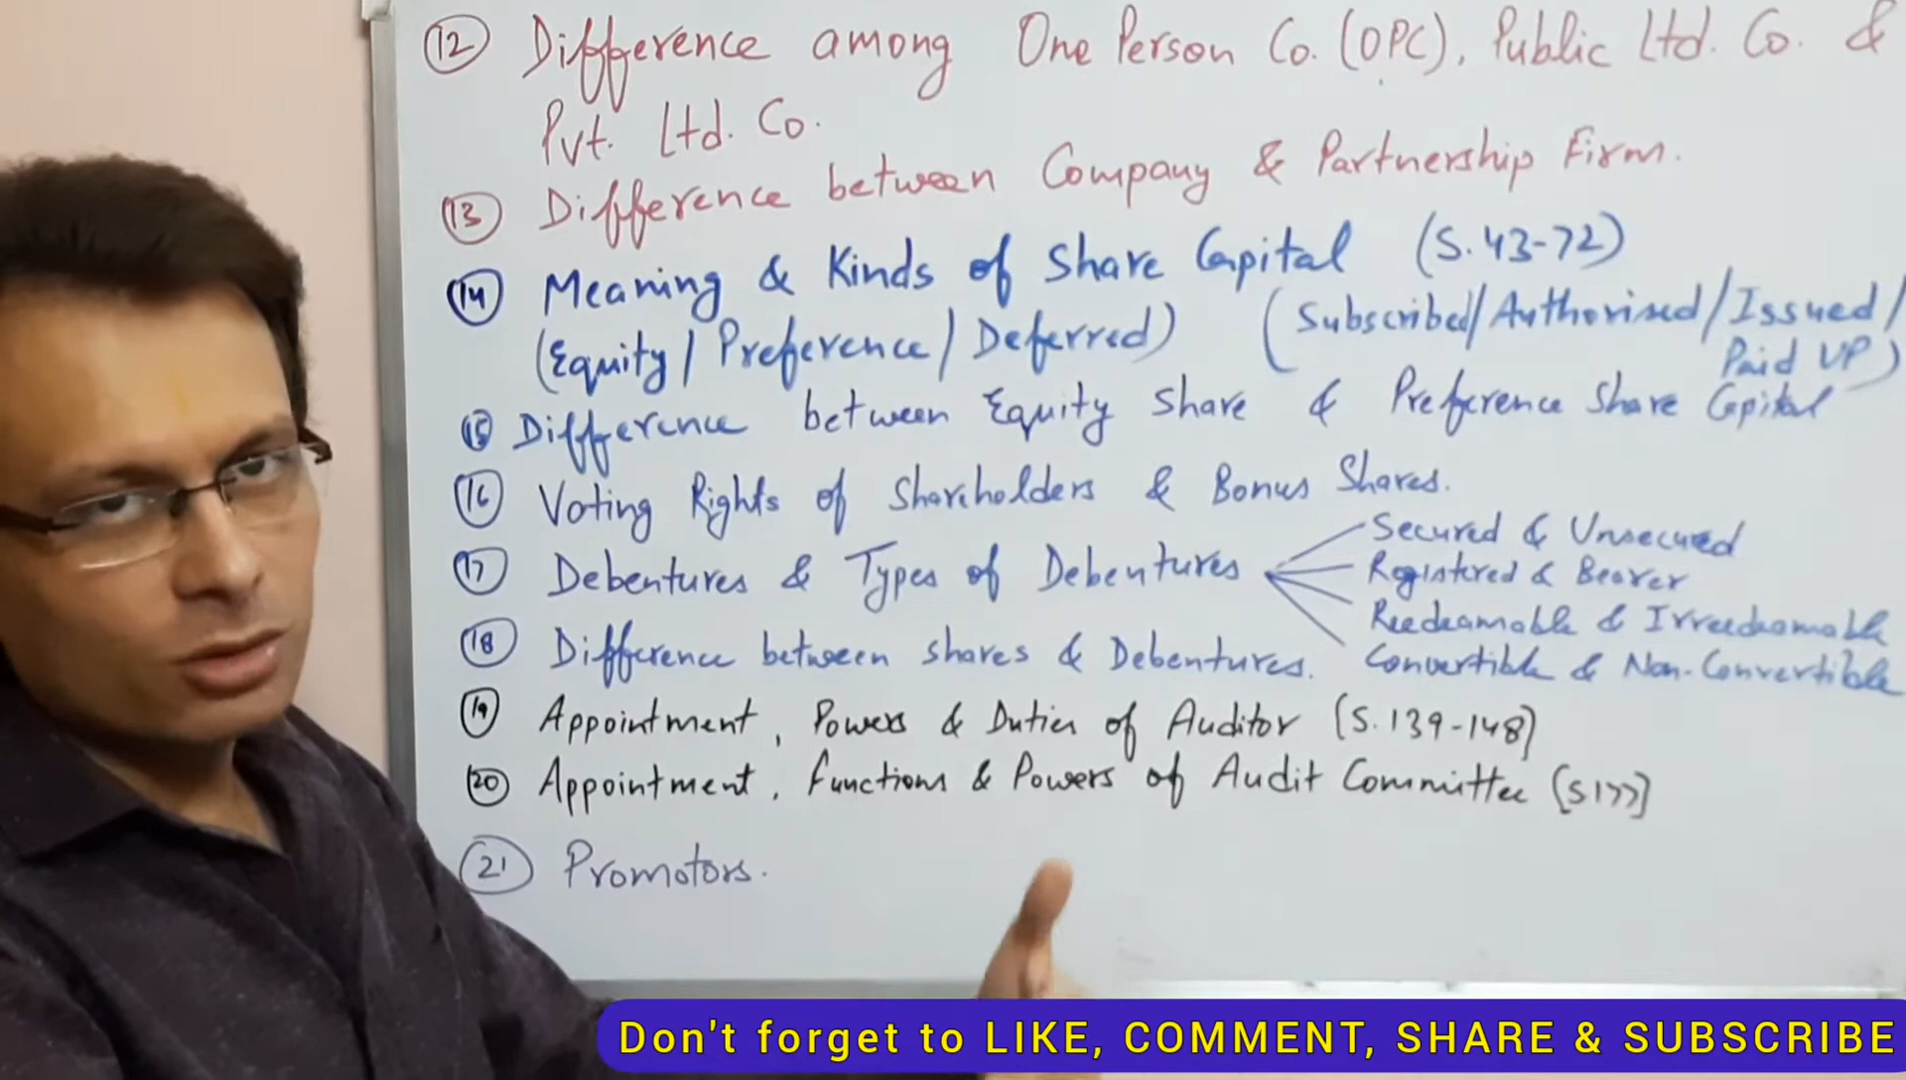 12 Difference among One Person Co. (OPC), Public Ltd. Co. &
Pvt. Ltd. Co.
13 Difference between Company & Partnership Firm.
14 Meaning & Kinds of Share Capital (S. 43-72)
(Equity / Preference / Deferred) (Subscribed/Authorised/Issued/
Paid UP)
15 Difference between Equity Share & Preference Share Capital
16 Voting Rights of Shareholders & Bonus Shares.
17 Debentures & Types of Debentures
Secured & Unsecured
Registered & Bearer
Reedeamable & Irreedeamable
Convertible & Non-Convertible
18 Difference between shares & Debentures.
19 Appointment, Powers & Duties of Auditor (S. 139-148)
20 Appointment, Functions & Powers of Audit Committee (S177)
21 Promotors.
Don't forget to LIKE, COMMENT, SHARE & SUBSCRIBE